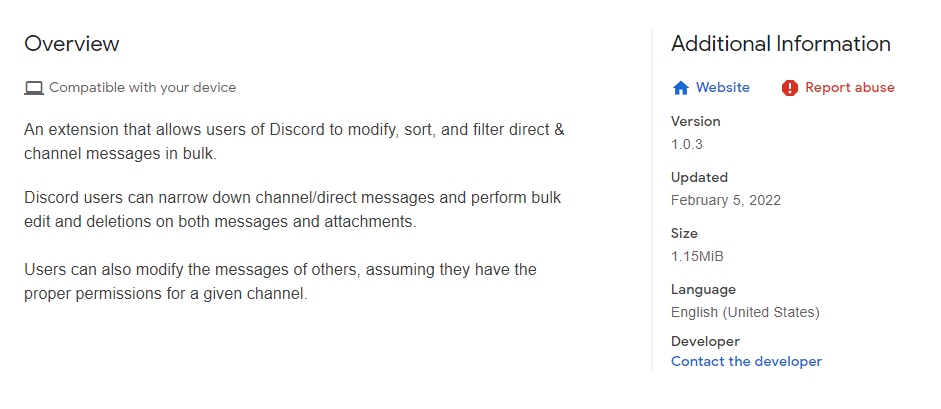 Overview
Compatible with your device
An extension that allows users of Discord to modify, sort, and filter direct &
channel messages in bulk.
Discord users can narrow down channel/direct messages and perform bulk
edit and deletions on both messages and attachments.
Users can also modify the messages of others, assuming they have the
proper permissions for a given channel.
Additional Information
Website
Report abuse
Version
1.0.3
Updated
February 5, 2022
Size
1.15MiB
Language
English (United States)
Developer
Contact the developer